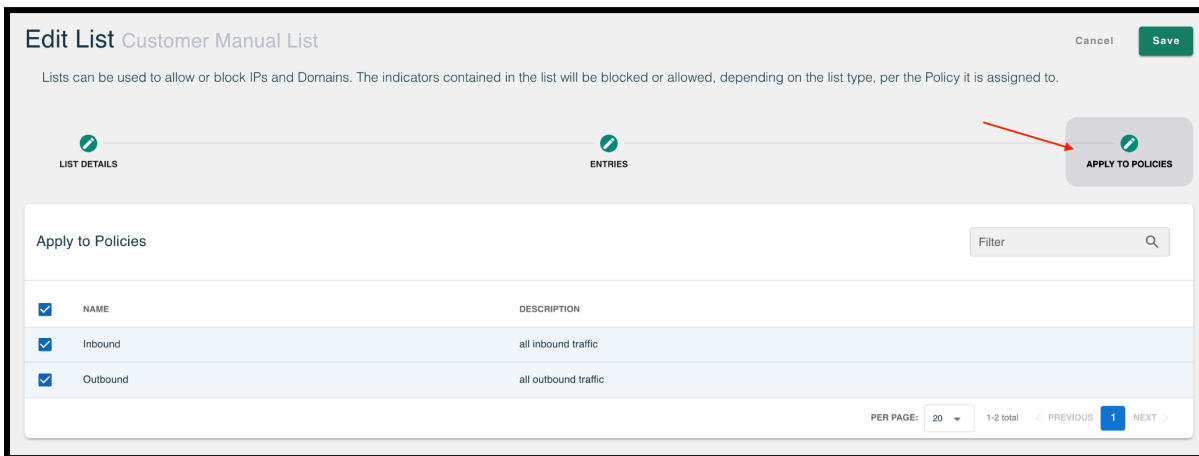 Edit List Customer Manual List
Cancel
Save
Lists can be used to allow or block IPs and Domains. The indicators contained in the list will be blocked or allowed, depending on the list type, per the Policy it is assigned to.
LIST DETAILS
ENTRIES
APPLY TO POLICIES
Apply to Policies
Filter
NAME DESCRIPTION
Inbound all inbound traffic
Outbound all outbound traffic
PER PAGE: 20 1-2 total < PREVIOUS 1 NEXT >